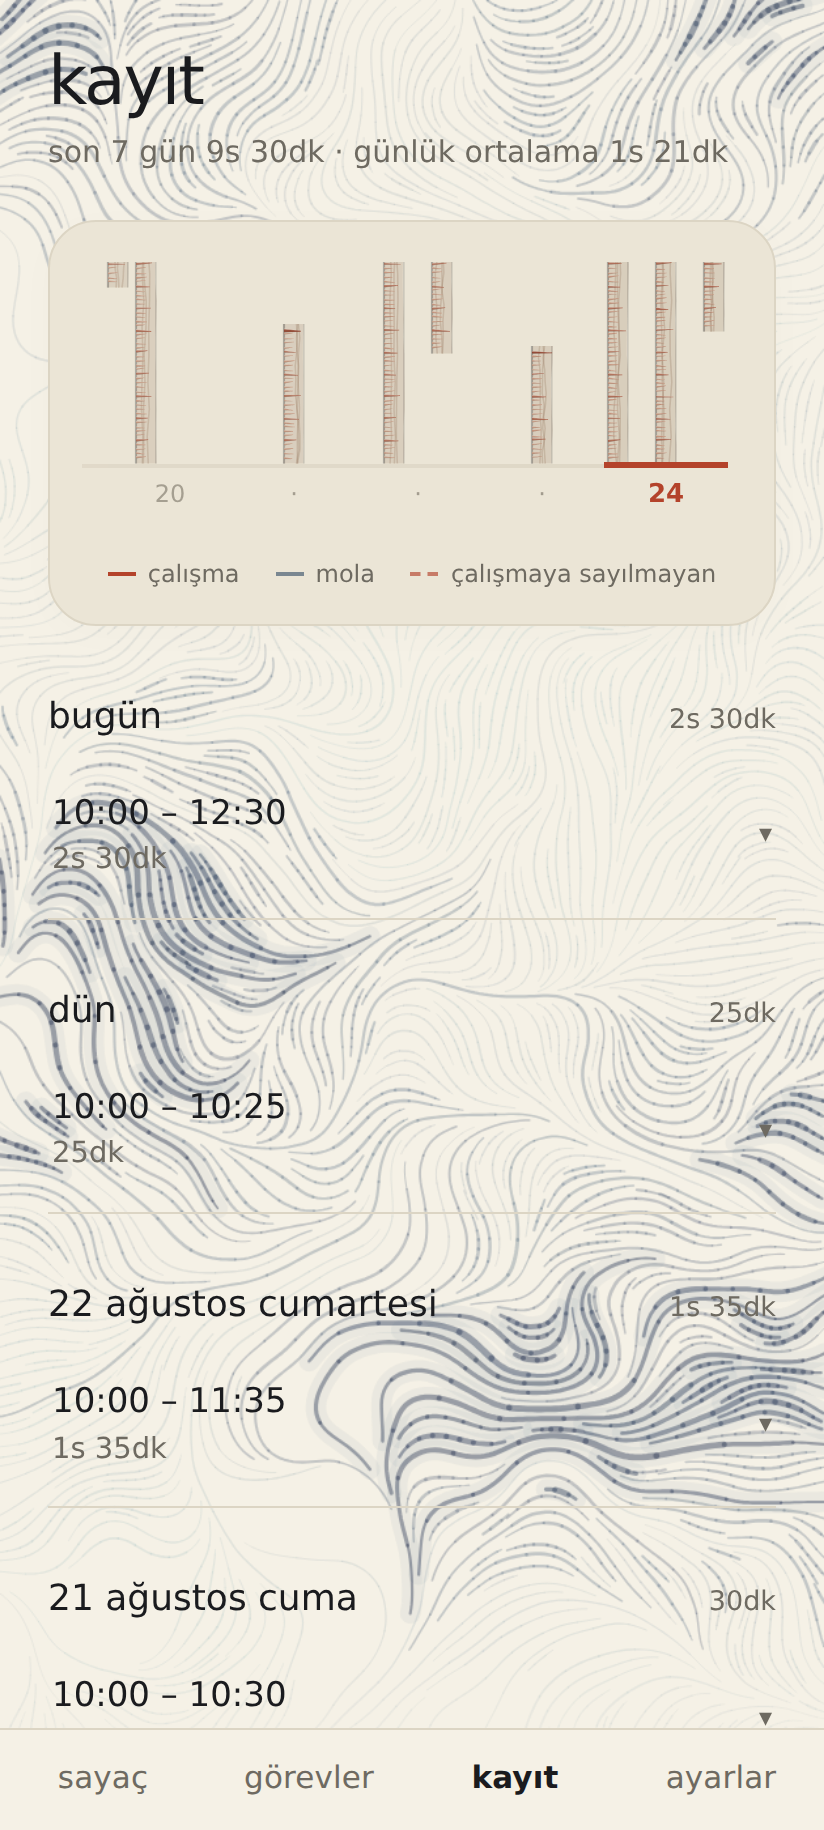 kayıt
son 7 gün 9s 30dk · günlük ortalama 1s 21dk
20 · · · 24
çalışma mola çalışmaya sayılmayan
bugün 2s 30dk
10:00 – 12:30
2s 30dk
dün 25dk
10:00 – 10:25
25dk
22 ağustos cumartesi 1s 35dk
10:00 – 11:35
1s 35dk
21 ağustos cuma 30dk
10:00 – 10:30
sayaç görevler kayıt ayarlar